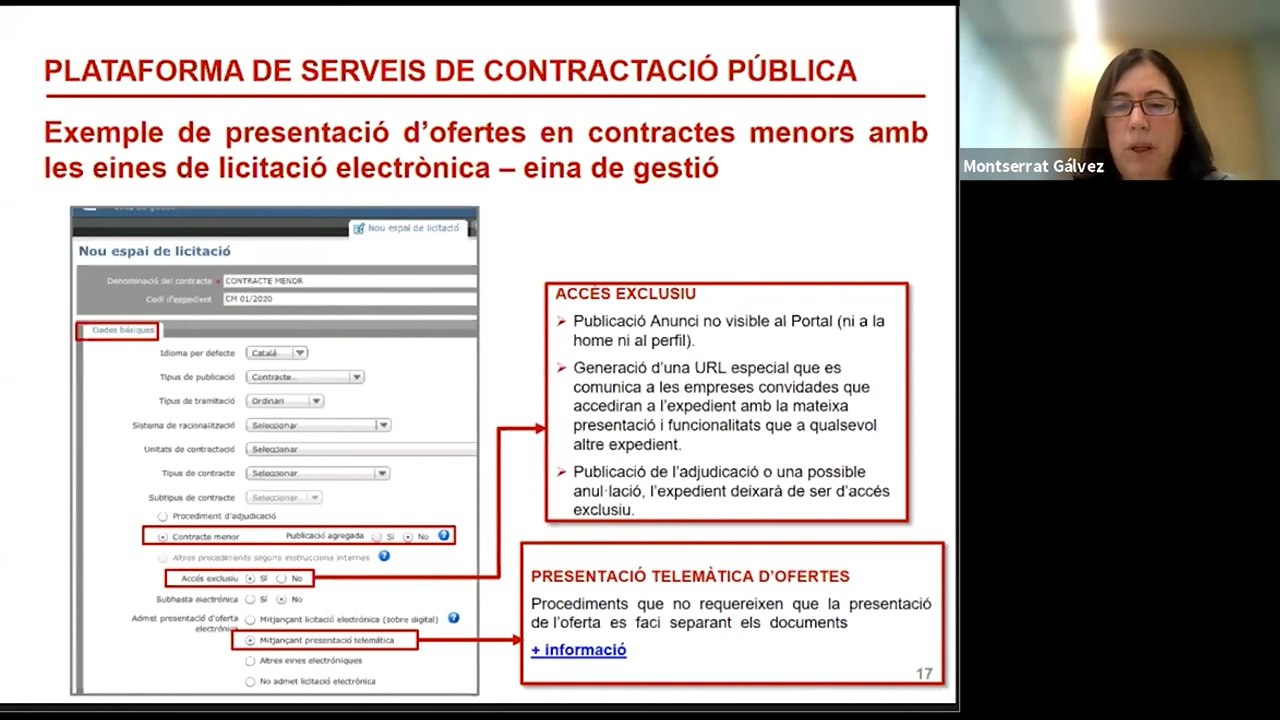 PLATAFORMA DE SERVEIS DE CONTRACTACIÓ PÚBLICA
Exemple de presentació d'ofertes en contractes menors amb
les eines de licitació electrònica – eina de gestió
Montserrat Gálvez
Nou espai de licitació
Nou espai de licitació
Denominació del contracte * CONTRACTE MENOR
Codi d'expedient CM 01/2020
Dades bàsiques
Idioma per defecte Català
Tipus de publicació Contracte...
Tipus de tramitació Ordinari
Sistema de racionalització Seleccionar
Unitats de contractació Seleccionar
Tipus de contracte Seleccionar
Subtipus de contracte Seleccionar
Procediment d'adjudicació
Contracte menor Publicació agregada Sí No
Altres procediments segons instruccions internes
Accés exclusiu Sí No
Subhasta electrònica Sí No
Admet presentació d'oferta
electrònica
Mitjançant licitació electrònica (sobre digital)
Mitjançant presentació telemàtica
Altres eines electròniques
No admet licitació electrònica
ACCÉS EXCLUSIU
Publicació Anunci no visible al Portal (ni a la
home ni al perfil).
Generació d'una URL especial que es
comunica a les empreses convidades que
accediran a l'expedient amb la mateixa
presentació i funcionalitats que a qualsevol
altre expedient.
Publicació de l'adjudicació o una possible
anul·lació, l'expedient deixarà de ser d'accés
exclusiu.
PRESENTACIÓ TELEMÀTICA D'OFERTES
Procediments que no requereixen que la presentació
de l'oferta es faci separant els documents
+ informació
17